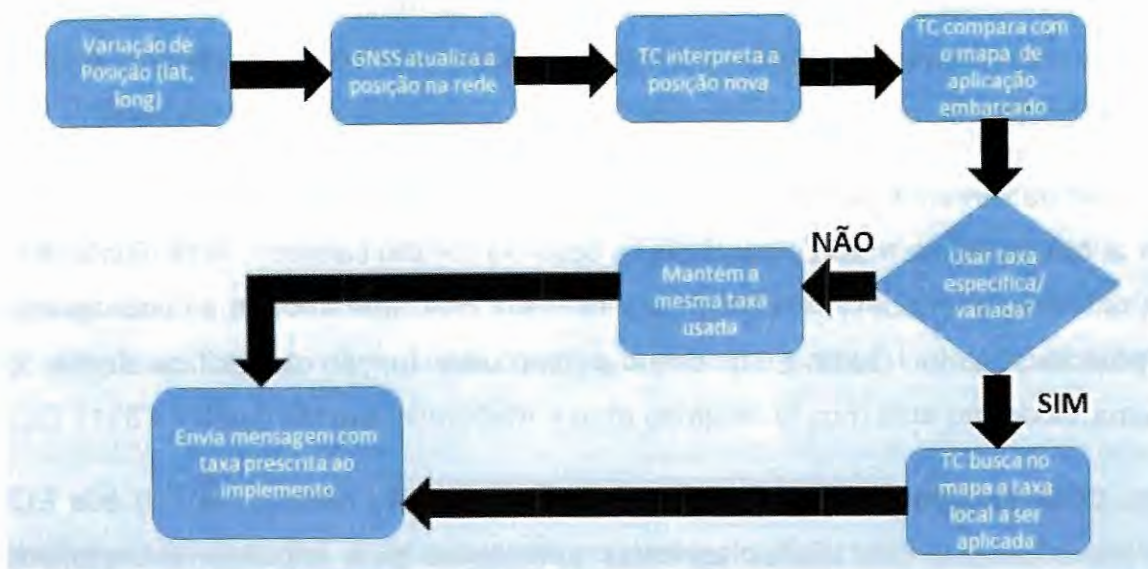 Variação de
Posição (lat,
long)
GNSS atualiza a
posição na rede
TC interpreta a
posição nova
TC compara com
o mapa de
aplicação
embarcado
Usar taxa
especifica/
variada?
NÃO
Mantém a
mesma taxa
usada
SIM
TC busca no
mapa a taxa
local a ser
aplicada
Envia mensagem com
taxa prescrita ao
implemento